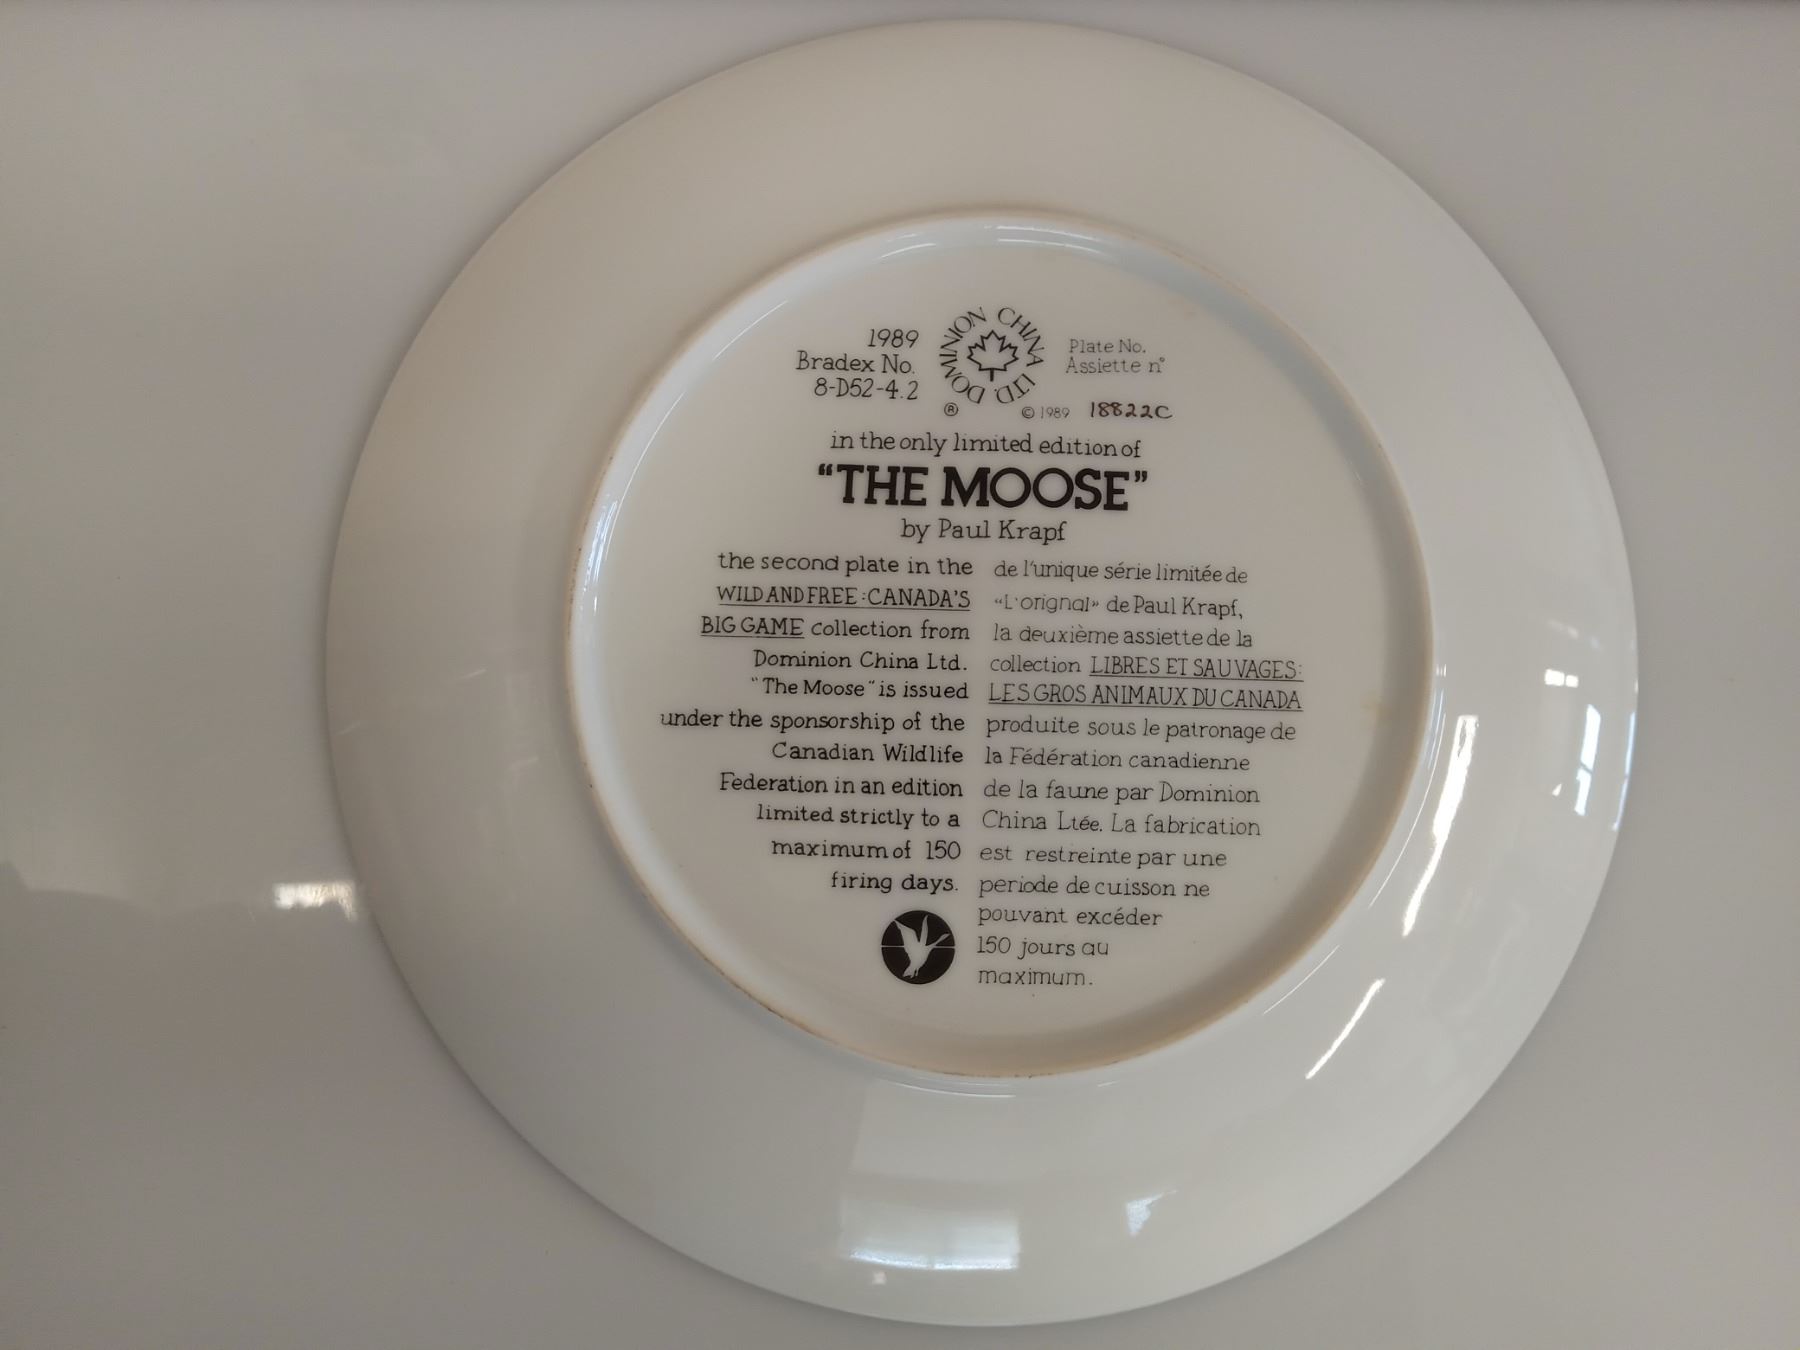 1989
Bradex No.
8-D52-4.2
DOMINION CHINA LTD.
®
© 1989
Plate No.
Assiette nº
18822C
in the only limited edition of
“THE MOOSE”
by Paul Krapf
the second plate in the
WILD AND FREE: CANADA'S
BIG GAME collection from
Dominion China Ltd.
“The Moose” is issued
under the sponsorship of the
Canadian Wildlife
Federation in an edition
limited strictly to a
maximum of 150
firing days.
de l'unique série limitée de
«L'orignal» de Paul Krapf,
la deuxième assiette de la
collection LIBRES ET SAUVAGES:
LES GROS ANIMAUX DU CANADA
produite sous le patronage de
la Fédération canadienne
de la faune par Dominion
China Ltée. La fabrication
est restreinte par une
periode de cuisson ne
pouvant excéder
150 jours au
maximum.